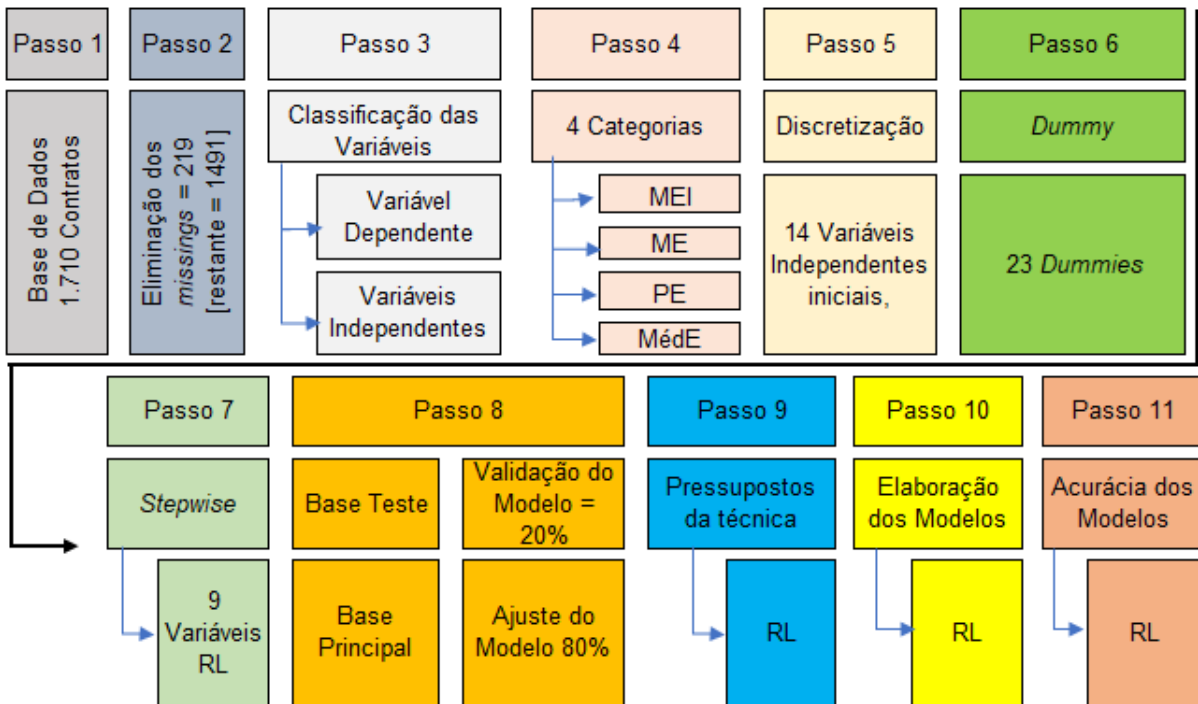 Passo 1
Passo 2
Passo 3
Passo 4
Passo 5
Passo 6
Base de Dados
1.710 Contratos
Eliminação dos
missings = 219
[restante = 1491]
Classificação das
Variáveis
Variável
Dependente
Variáveis
Independentes
4 Categorias
MEI
ME
PE
MédE
Discretização
14 Variáveis
Independentes
iniciais,
Dummy
23 Dummies
Passo 7
Passo 8
Passo 9
Passo 10
Passo 11
Stepwise
9
Variáveis
RL
Base Teste
Validação do
Modelo =
20%
Base
Principal
Ajuste do
Modelo 80%
Pressupostos
da técnica
RL
Elaboração
dos Modelos
RL
Acurácia dos
Modelos
RL